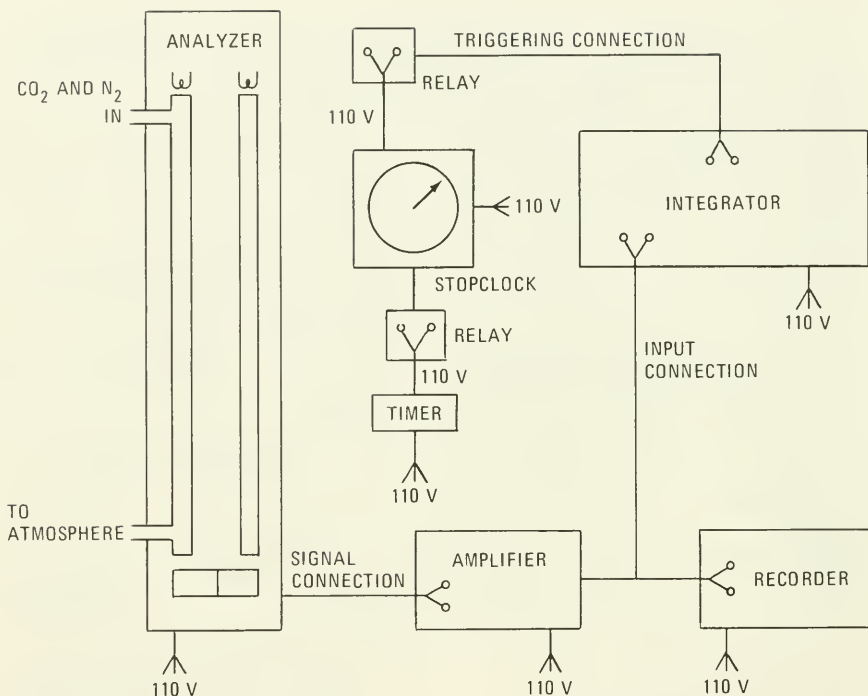 ANALYZER
CO₂ AND N₂
IN
TO
ATMOSPHERE
110 V
RELAY
TRIGGERING CONNECTION
110 V
110 V
STOPCLOCK
RELAY
110 V
TIMER
110 V
INTEGRATOR
110 V
INPUT
CONNECTION
SIGNAL
CONNECTION
AMPLIFIER
110 V
RECORDER
110 V